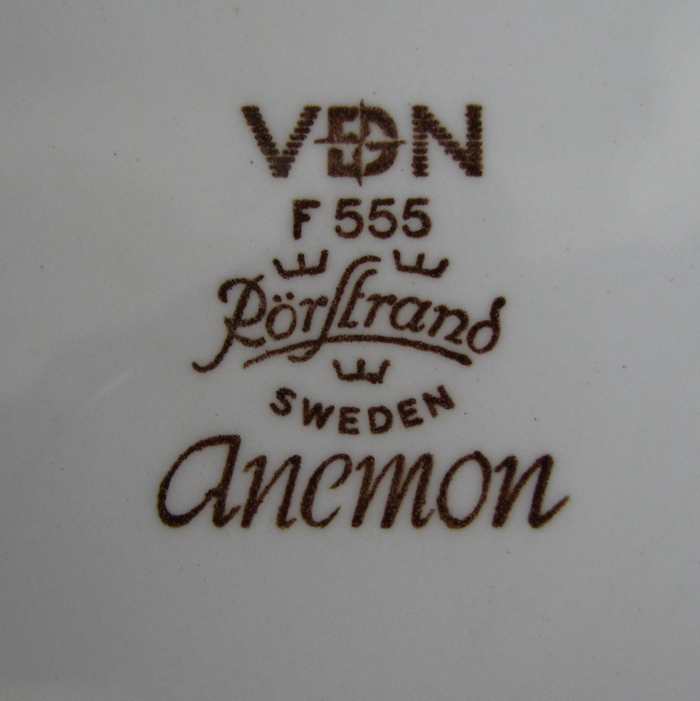 VDN
F 555
Rörstrand
SWEDEN
anemon